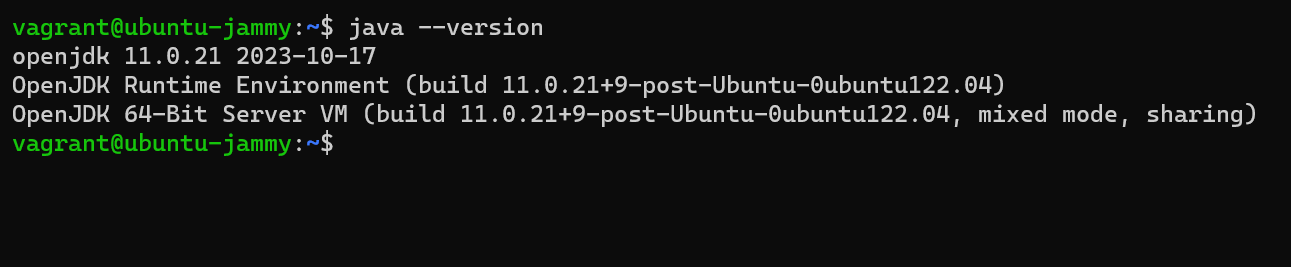 vagrant@ubuntu-jammy:~$ java --version
openjdk 11.0.21 2023-10-17
OpenJDK Runtime Environment (build 11.0.21+9-post-Ubuntu-0ubuntu122.04)
OpenJDK 64-Bit Server VM (build 11.0.21+9-post-Ubuntu-0ubuntu122.04, mixed mode, sharing)
vagrant@ubuntu-jammy:~$